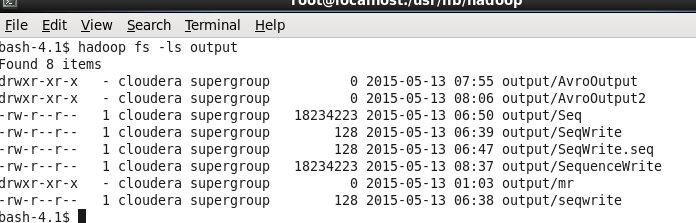 root@localhost:/usr/lib/hadoop
File Edit View Search Terminal Help
bash-4.1$ hadoop fs -ls output
Found 8 items
drwxr-xr-x   - cloudera supergroup          0 2015-05-13 07:55 output/AvroOutput
drwxr-xr-x   - cloudera supergroup          0 2015-05-13 08:06 output/AvroOutput2
-rw-r--r--   1 cloudera supergroup   18234223 2015-05-13 06:50 output/Seq
-rw-r--r--   1 cloudera supergroup        128 2015-05-13 06:39 output/SeqWrite
-rw-r--r--   1 cloudera supergroup        128 2015-05-13 06:47 output/SeqWrite.seq
-rw-r--r--   1 cloudera supergroup   18234223 2015-05-13 08:37 output/SequenceWrite
drwxr-xr-x   - cloudera supergroup          0 2015-05-13 01:03 output/mr
-rw-r--r--   1 cloudera supergroup        128 2015-05-13 06:38 output/seqwrite
bash-4.1$